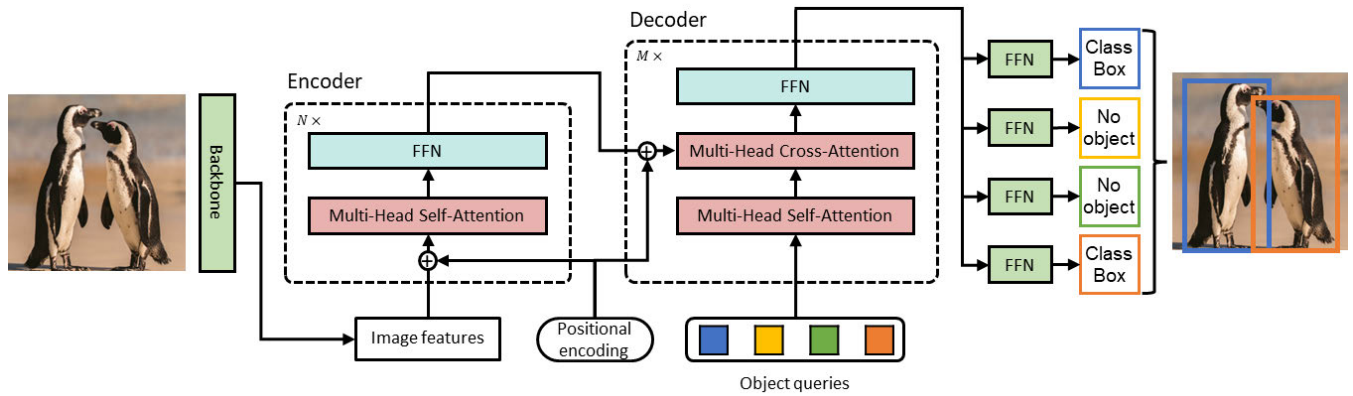 Decoder
Encoder
M ×
N ×
Backbone
FFN
Multi-Head Self-Attention
Image features
Positional
encoding
FFN
Multi-Head Cross-Attention
Multi-Head Self-Attention
Object queries
FFN
Class
Box
FFN
No
object
FFN
No
object
FFN
Class
Box